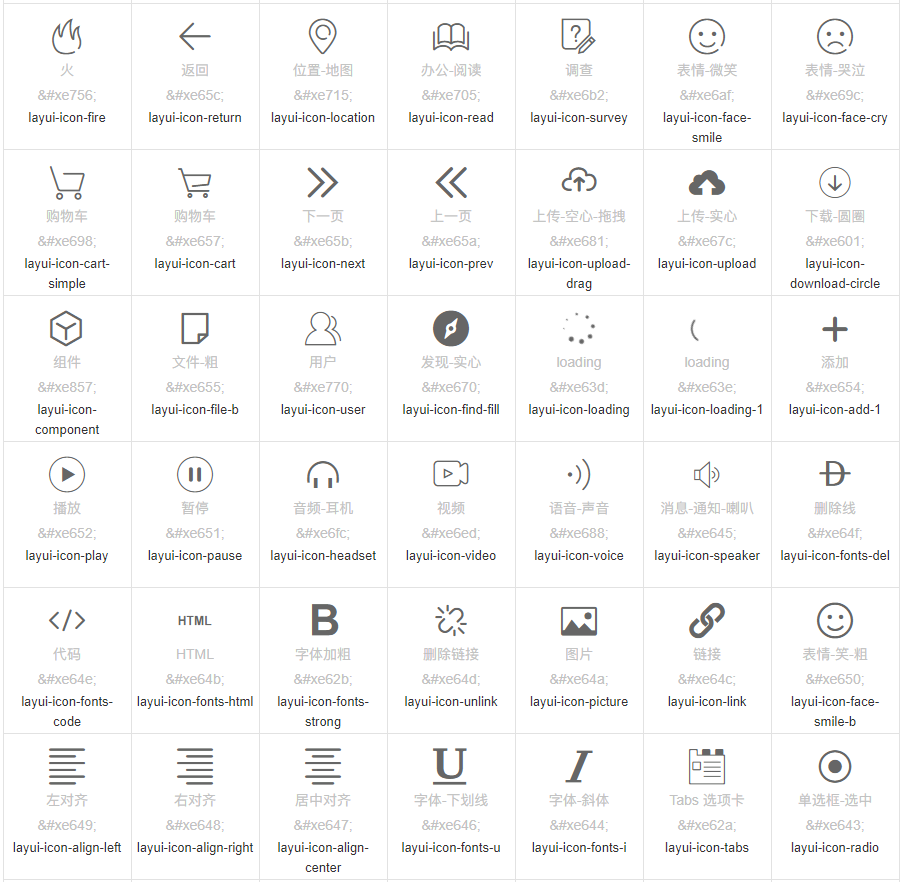 火
&#xe756;
layui-icon-fire
返回
&#xe65c;
layui-icon-return
位置-地图
&#xe715;
layui-icon-location
办公-阅读
&#xe705;
layui-icon-read
调查
&#xe6b2;
layui-icon-survey
表情-微笑
&#xe6af;
layui-icon-face-
smile
表情-哭泣
&#xe69c;
layui-icon-face-cry
购物车
&#xe698;
layui-icon-cart-
simple
购物车
&#xe657;
layui-icon-cart
下一页
&#xe65b;
layui-icon-next
上一页
&#xe65a;
layui-icon-prev
上传-空心-拖拽
&#xe681;
layui-icon-upload-
drag
上传-实心
&#xe67c;
layui-icon-upload
下载-圆圈
&#xe601;
layui-icon-
download-circle
组件
&#xe857;
layui-icon-
component
文件-粗
&#xe655;
layui-icon-file-b
用户
&#xe770;
layui-icon-user
发现-实心
&#xe670;
layui-icon-find-fill
loading
&#xe63d;
layui-icon-loading
loading
&#xe63e;
layui-icon-loading-1
添加
&#xe654;
layui-icon-add-1
播放
&#xe652;
layui-icon-play
暂停
&#xe651;
layui-icon-pause
音频-耳机
&#xe6fc;
layui-icon-headset
视频
&#xe6ed;
layui-icon-video
语音-声音
&#xe688;
layui-icon-voice
消息-通知-喇叭
&#xe645;
layui-icon-speaker
删除线
&#xe64f;
layui-icon-fonts-del
代码
&#xe64e;
layui-icon-fonts-
code
HTML
HTML
&#xe64b;
layui-icon-fonts-html
B
字体加粗
&#xe62b;
layui-icon-fonts-
strong
删除链接
&#xe64d;
layui-icon-unlink
图片
&#xe64a;
layui-icon-picture
链接
&#xe64c;
layui-icon-link
表情-笑-粗
&#xe650;
layui-icon-face-
smile-b
左对齐
&#xe649;
layui-icon-align-left
右对齐
&#xe648;
layui-icon-align-right
居中对齐
&#xe647;
layui-icon-align-
center
U
字体-下划线
&#xe646;
layui-icon-fonts-u
I
字体-斜体
&#xe644;
layui-icon-fonts-i
Tabs 选项卡
&#xe62a;
layui-icon-tabs
单选框-选中
&#xe643;
layui-icon-radio